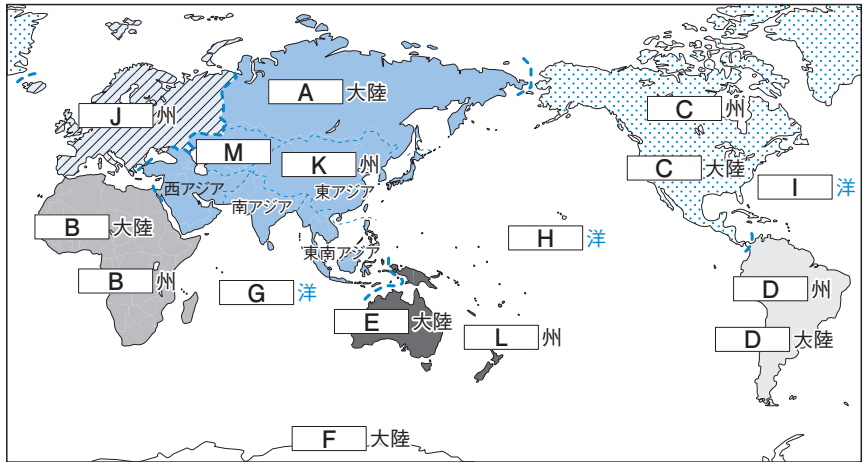 A 大陸
J 州
C 州
M
K 州
C 大陸
西アジア
東アジア
I 洋
南アジア
B 大陸
H 洋
東南アジア
B 州
G 洋
D 州
E 大陸
L 州
D 大陸
F 大陸